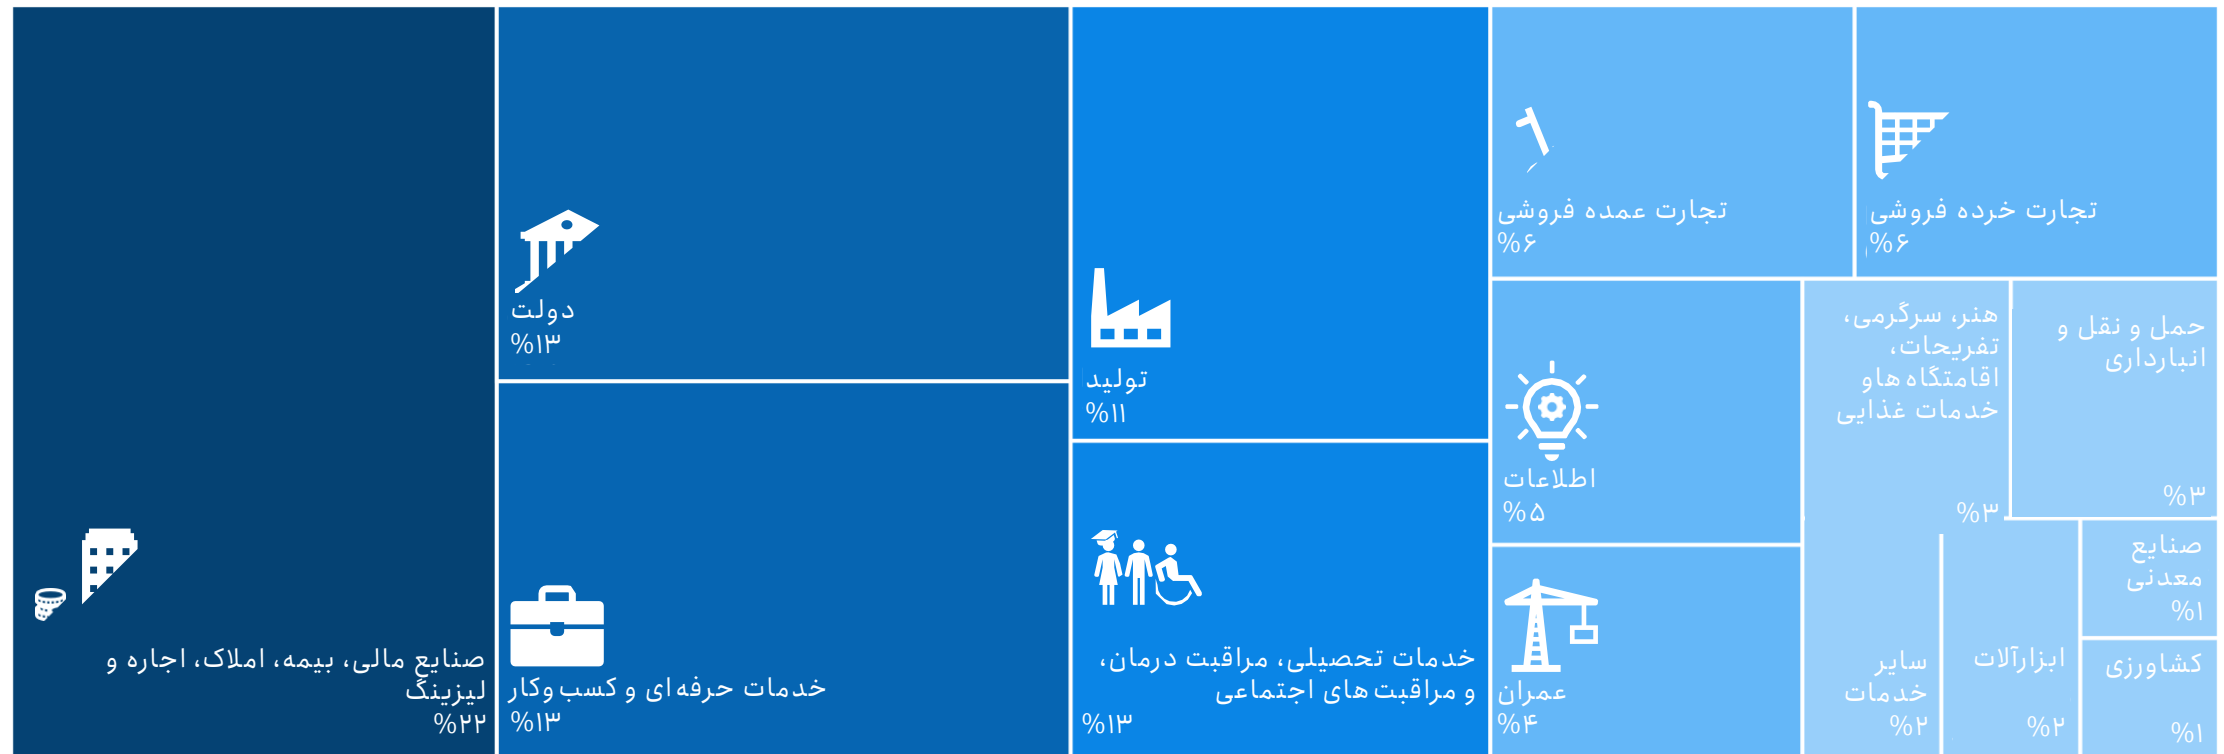 صنایع مالی، بیمه، املاک، اجاره و
لیزینگ
%۲۲
دولت
%۱۳
خدمات حرفه‌ای و کسب‌وکار
%۱۳
تولید
%۱۱
خدمات تحصیلی، مراقبت درمان،
و مراقبت‌های اجتماعی
%۱۳
تجارت عمده فروشی
%۶
تجارت خرده فروشی
%۶
اطلاعات
%۵
عمران
%۴
هنر، سرگرمی،
تفریحات،
اقامتگاه‌هاو
خدمات غذایی
%۳
حمل و نقل و
انبارداری
%۳
سایر
خدمات
%۲
ابزارآلات
%۲
صنایع
معدنی
%۱
کشاورزی
%۱